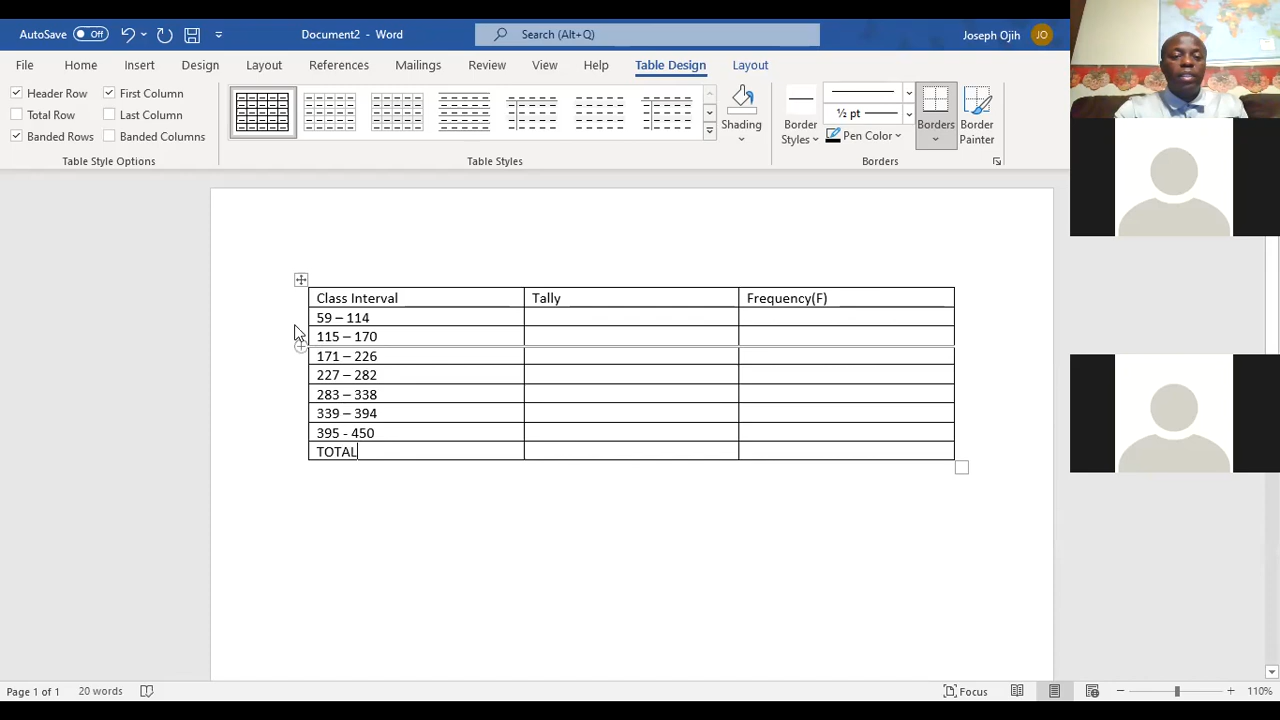 AutoSave Off Document2 - Word Search (Alt+Q) Joseph Ojih JO
File Home Insert Design Layout References Mailings Review View Help Table Design Layout
Header Row First Column
Total Row Last Column
Banded Rows Banded Columns
Shading
Border Styles
½ pt
Pen Color
Borders
Border Painter
Table Style Options Table Styles Borders
Class Interval Tally Frequency(F)
59 – 114
115 – 170
171 – 226
227 – 282
283 – 338
339 – 394
395 - 450
TOTAL
Page 1 of 1 20 words Focus 110%